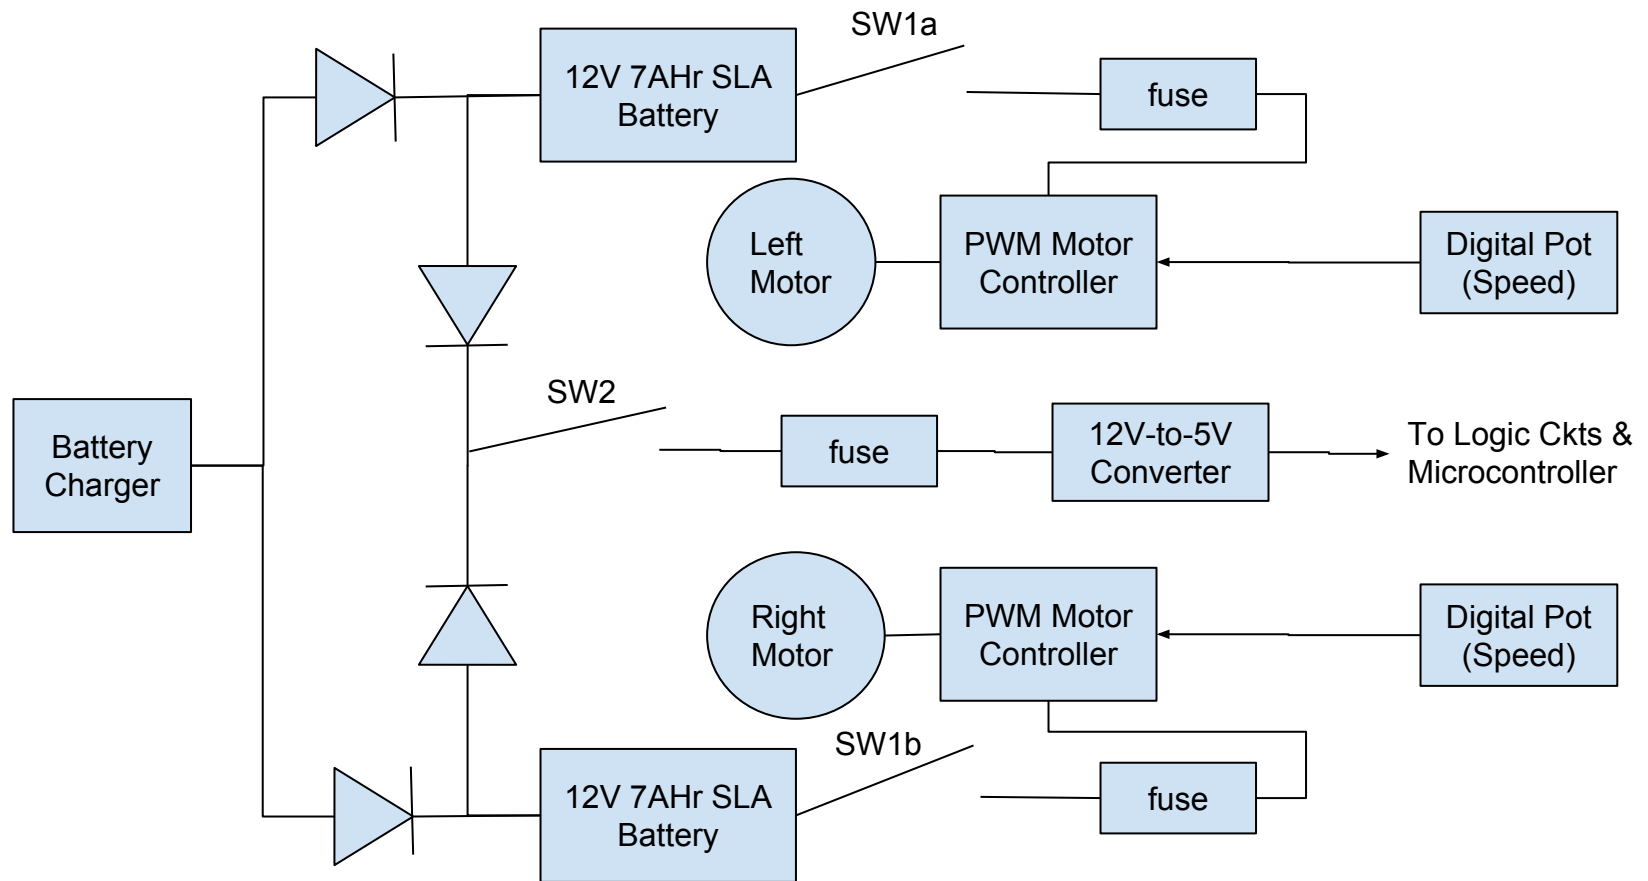 SW1a
12V 7AHr SLA
Battery
fuse
Left
Motor
PWM Motor
Controller
Digital Pot
(Speed)
SW2
Battery
Charger
fuse
12V-to-5V
Converter
To Logic Ckts &
Microcontroller
Right
Motor
PWM Motor
Controller
Digital Pot
(Speed)
SW1b
12V 7AHr SLA
Battery
fuse